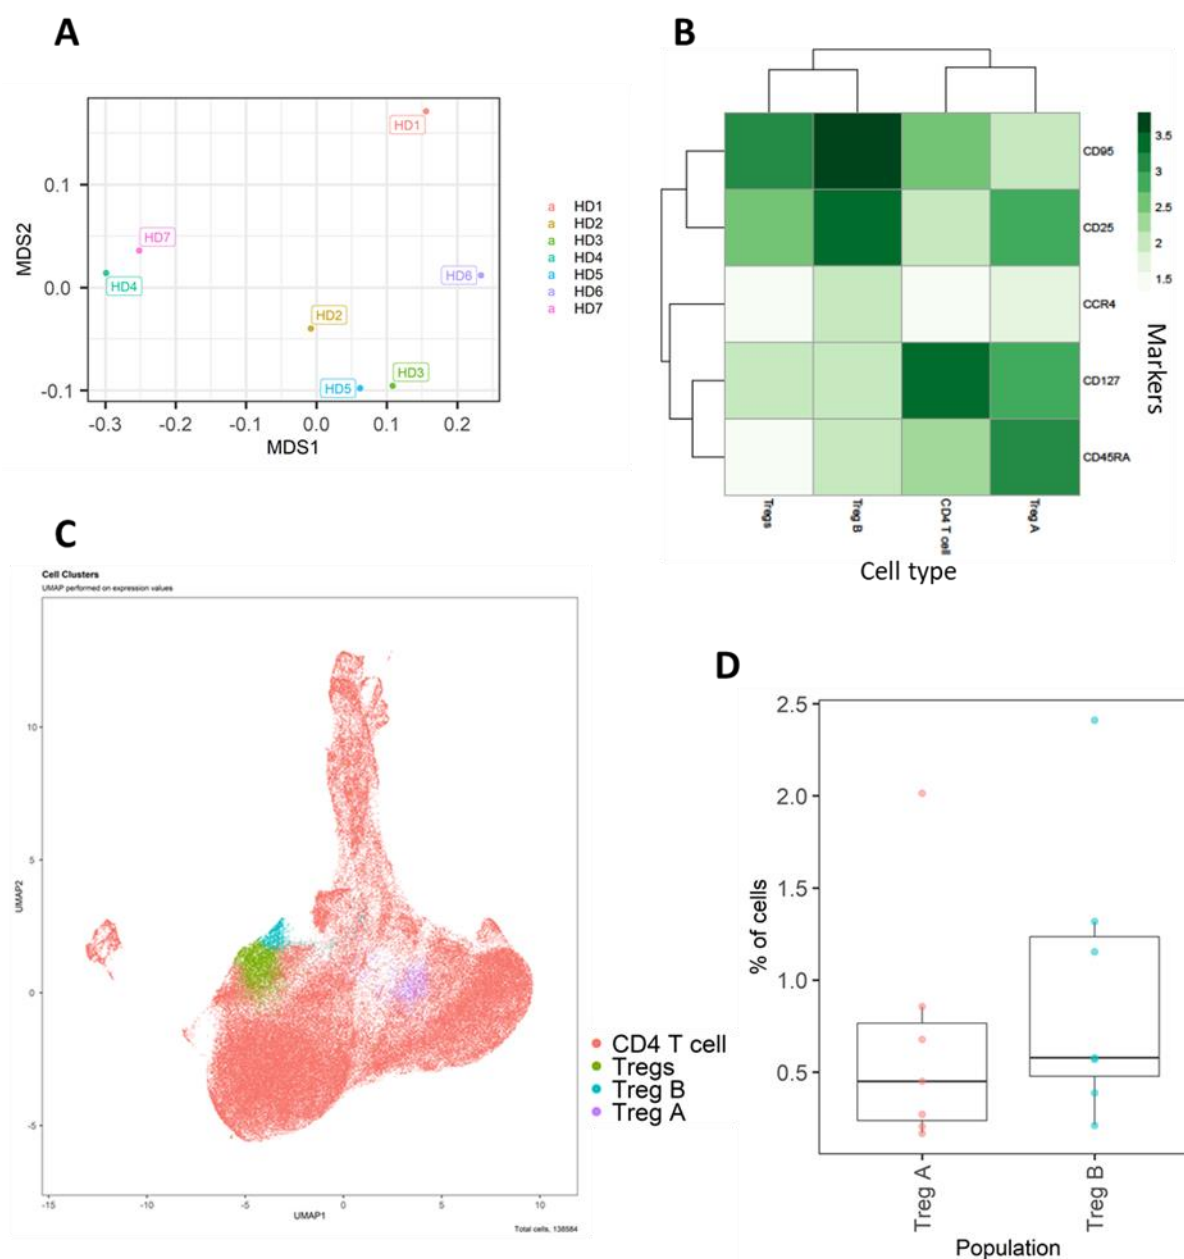 A
MDS2
0.1
0.0
-0.1
-0.3
-0.2
-0.1
0.0
0.1
0.2
MDS1
HD1
HD7
HD4
HD6
HD2
HD3
HD5
a HD1
a HD2
a HD3
a HD4
a HD5
a HD6
a HD7
B
CD95
CD25
CCR4
CD127
CD45RA
3.5
3
2.5
2
1.5
Markers
Tregs
Treg B
CD4 T cell
Treg A
Cell type
C
Cell Clusters
UMAP performed on expression values
10
5
0
-5
UMAP2
-15
-10
-5
0
5
10
UMAP1
Total cells, 138584
CD4 T cell
Tregs
Treg B
Treg A
D
2.5
2.0
1.5
1.0
0.5
% of cells
Treg A
Treg B
Population